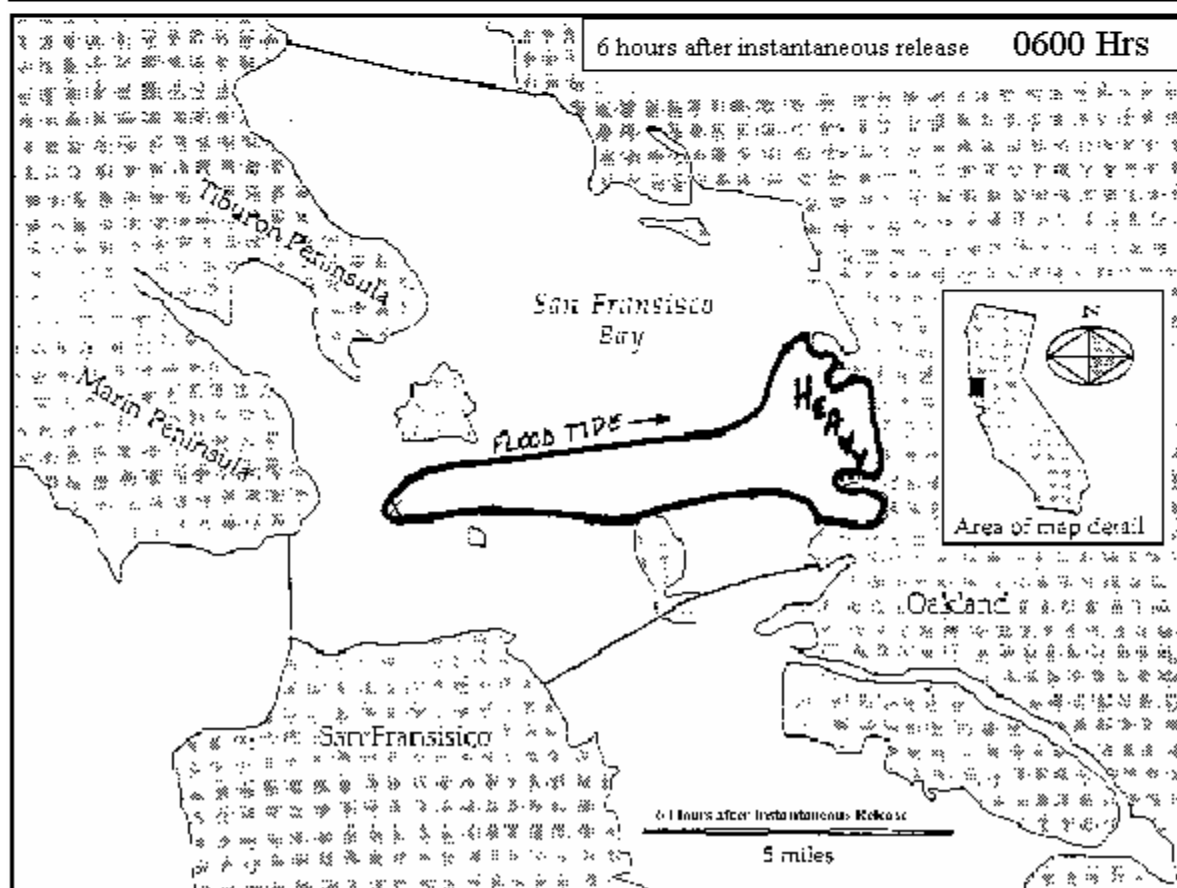 6 hours after instantaneous release 0600 Hrs
Tiburon Peninsula
San Fransisco
Bay
N
Marin Peninsula
HEAVY
FLOOD TIDE
X
Area of map detail
Oakland
San Fransisico
6 Hours after Instantaneous Release
5 miles